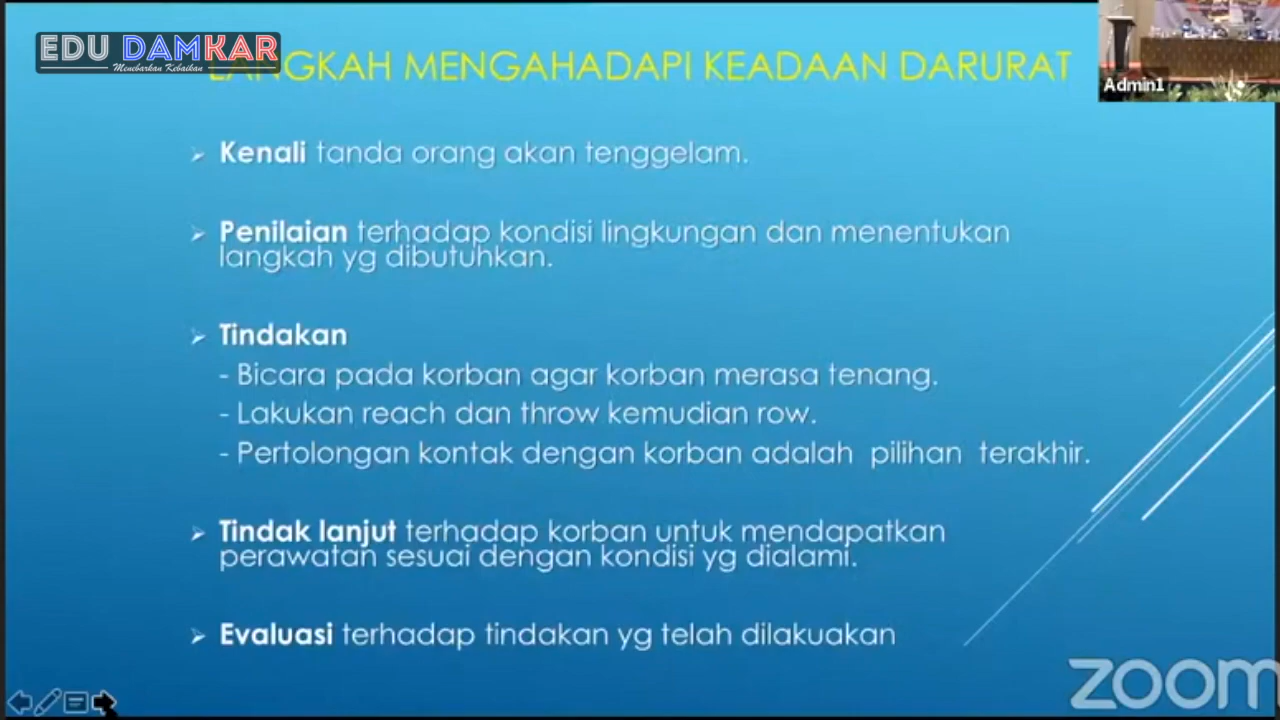 EDU DAMKAR
Menebarkan Kebaikan
LANGKAH MENGAHADAPI KEADAAN DARURAT
Admin1
Kenali tanda orang akan tenggelam.
Penilaian terhadap kondisi lingkungan dan menentukan
langkah yg dibutuhkan.
Tindakan
- Bicara pada korban agar korban merasa tenang.
- Lakukan reach dan throw kemudian row.
- Pertolongan kontak dengan korban adalah pilihan terakhir.
Tindak lanjut terhadap korban untuk mendapatkan
perawatan sesuai dengan kondisi yg dialami.
Evaluasi terhadap tindakan yg telah dilakuakan
zoom